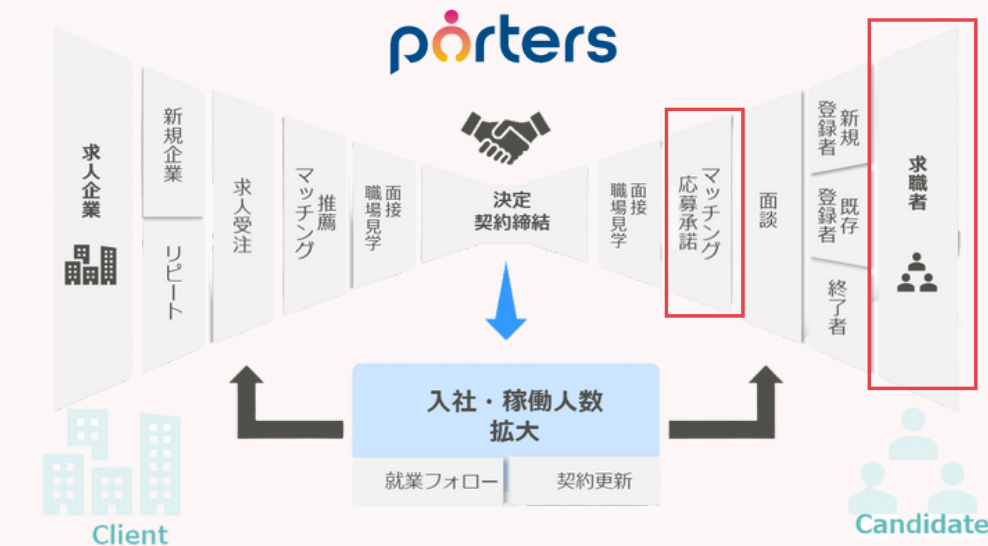 porters
求人企業
新規企業
リピート
求人受注
マッチング
推薦
面接
職場見学
決定
契約締結
面接
職場見学
マッチング
応募承諾
面談
新規
登録者
既存
登録者
終了者
求職者
入社・稼働人数
拡大
就業フォロー
契約更新
Client
Candidate